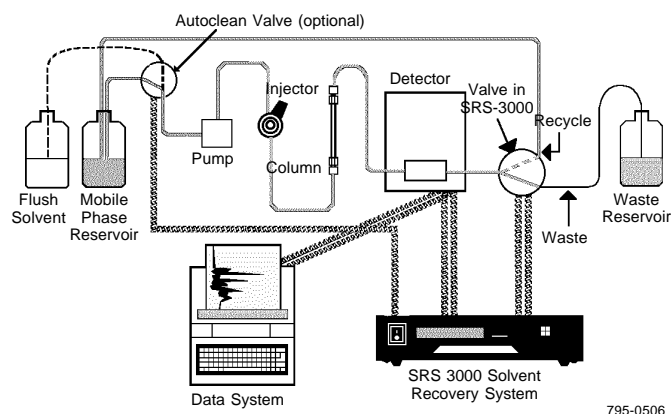 Autoclean Valve (optional)
Detector
Injector
Valve in
SRS-3000
Recycle
Pump
Column
Flush
Solvent
Mobile
Phase
Reservoir
Waste
Waste
Reservoir
Data System
SRS 3000 Solvent
Recovery System
795-0506